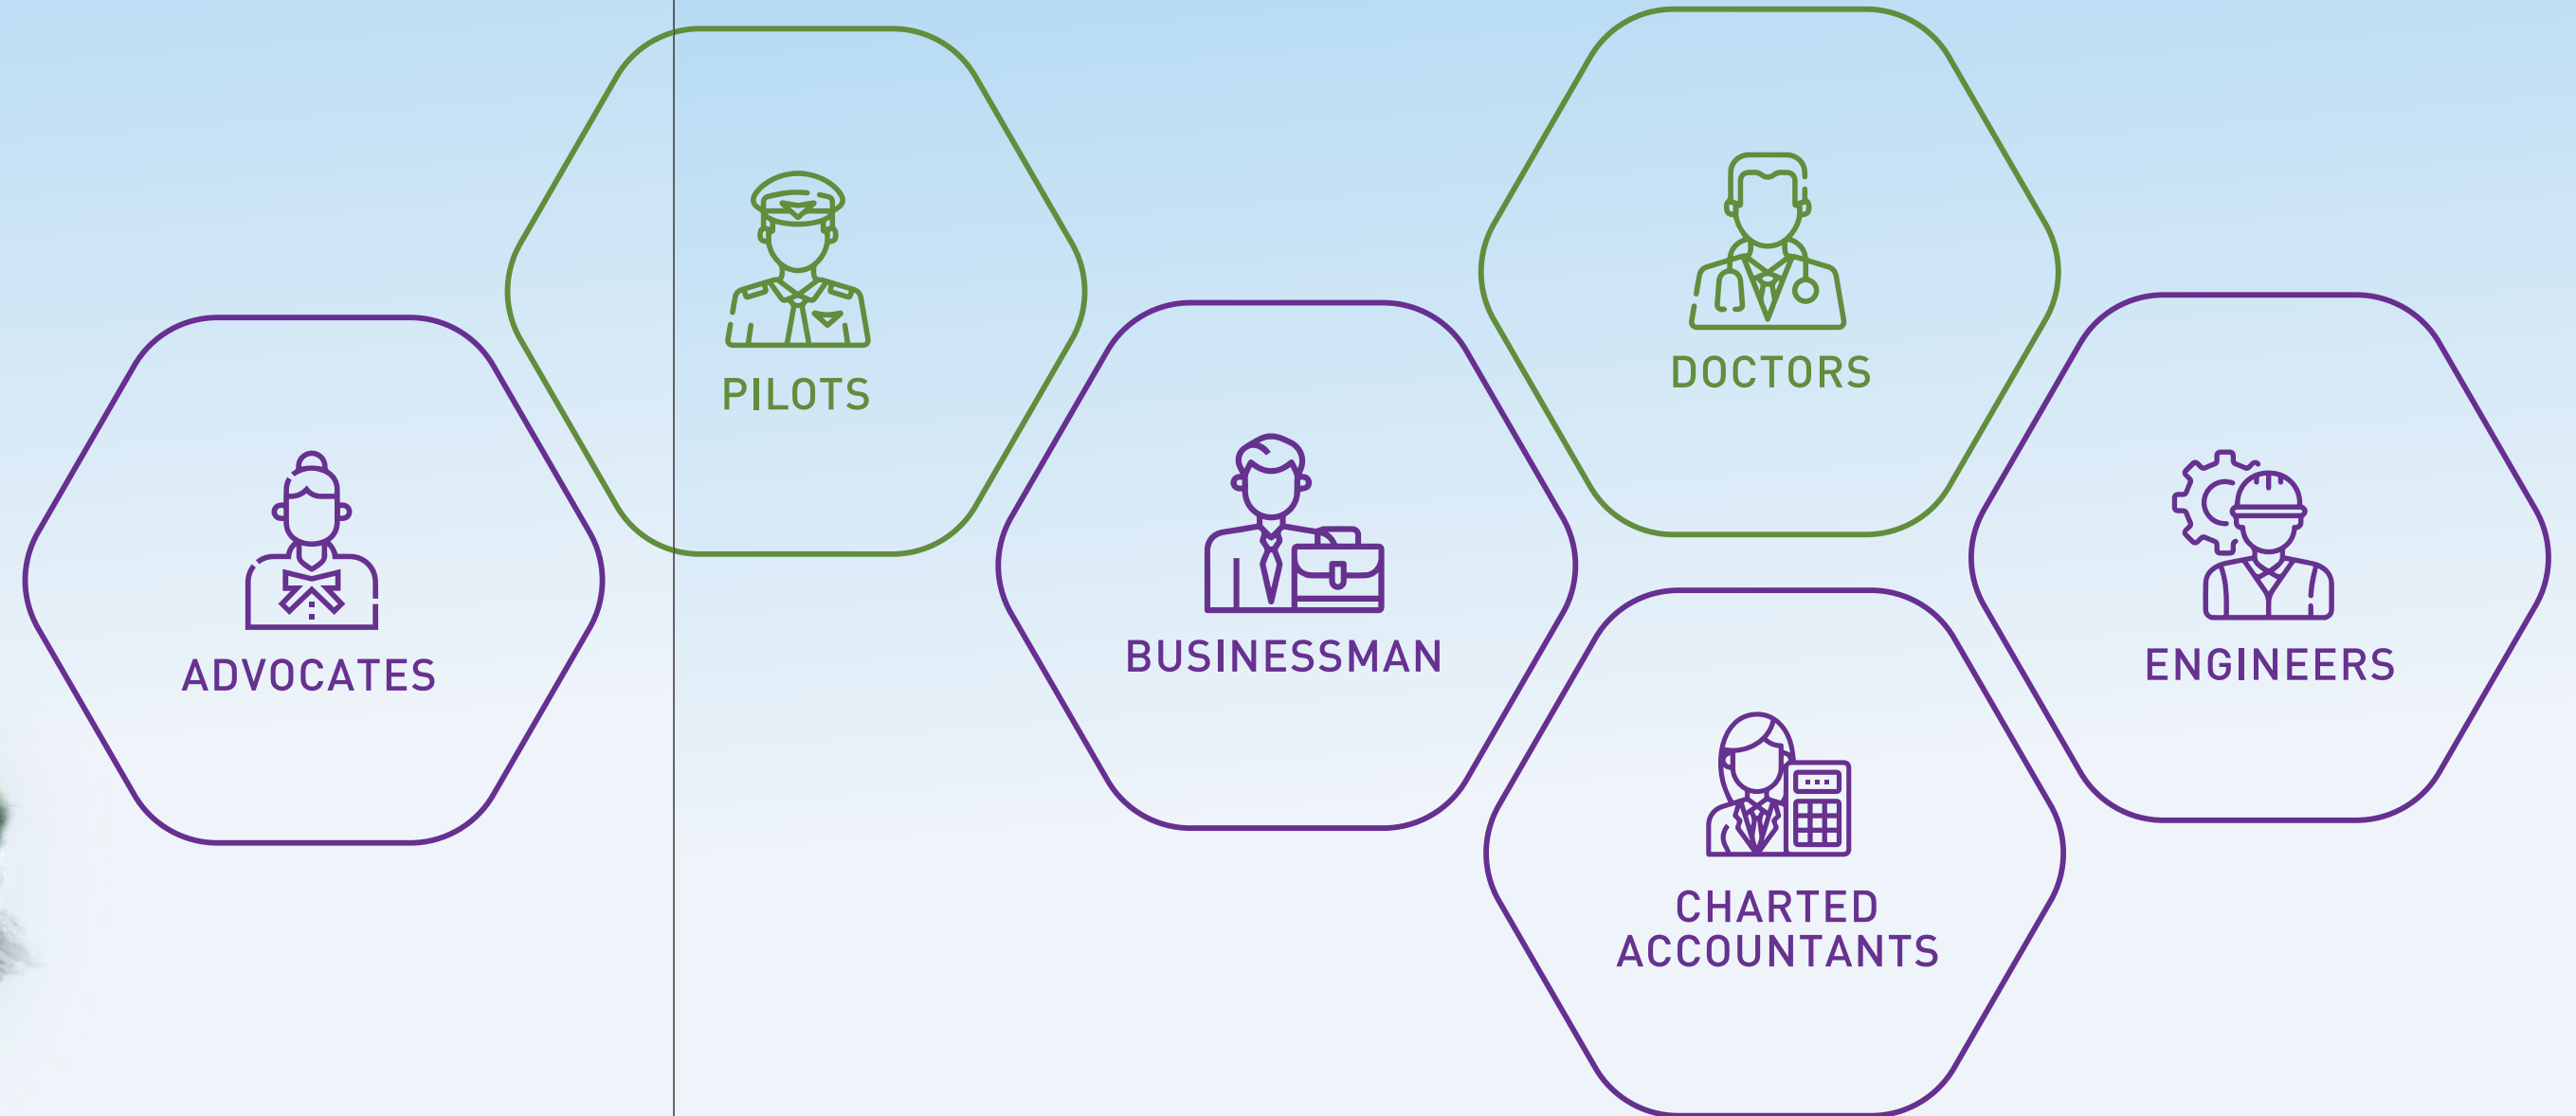 PILOTS
DOCTORS
ADVOCATES
BUSINESSMAN
ENGINEERS
CHARTED
ACCOUNTANTS